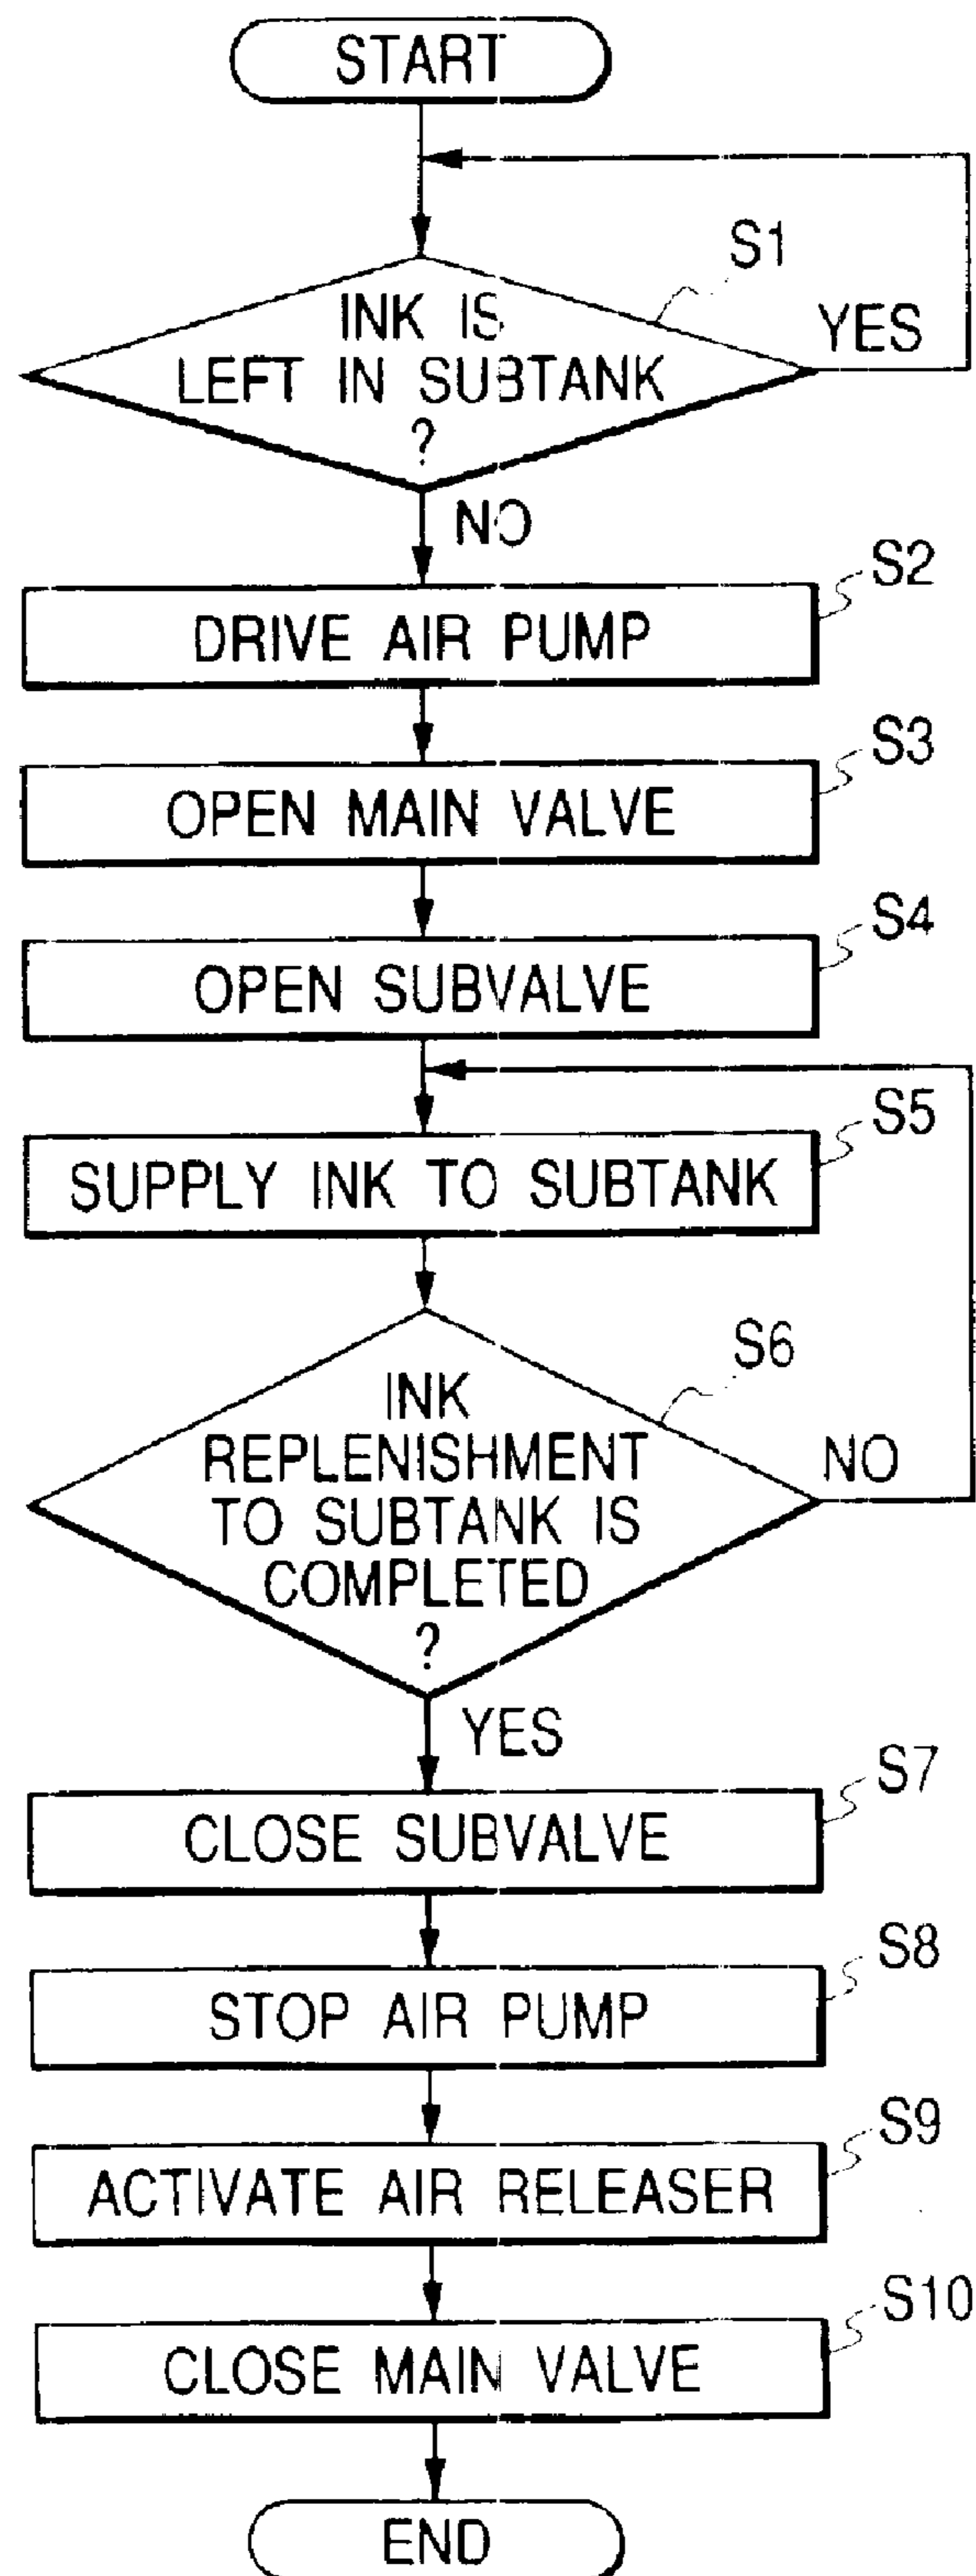 START
S1
INK IS
LEFT IN SUBTANK
?
YES
NO
S2
DRIVE AIR PUMP
S3
OPEN MAIN VALVE
S4
OPEN SUBVALVE
S5
SUPPLY INK TO SUBTANK
S6
INK
REPLENISHMENT
TO SUBTANK IS
COMPLETED
?
NO
YES
S7
CLOSE SUBVALVE
S8
STOP AIR PUMP
S9
ACTIVATE AIR RELEASER
S10
CLOSE MAIN VALVE
END